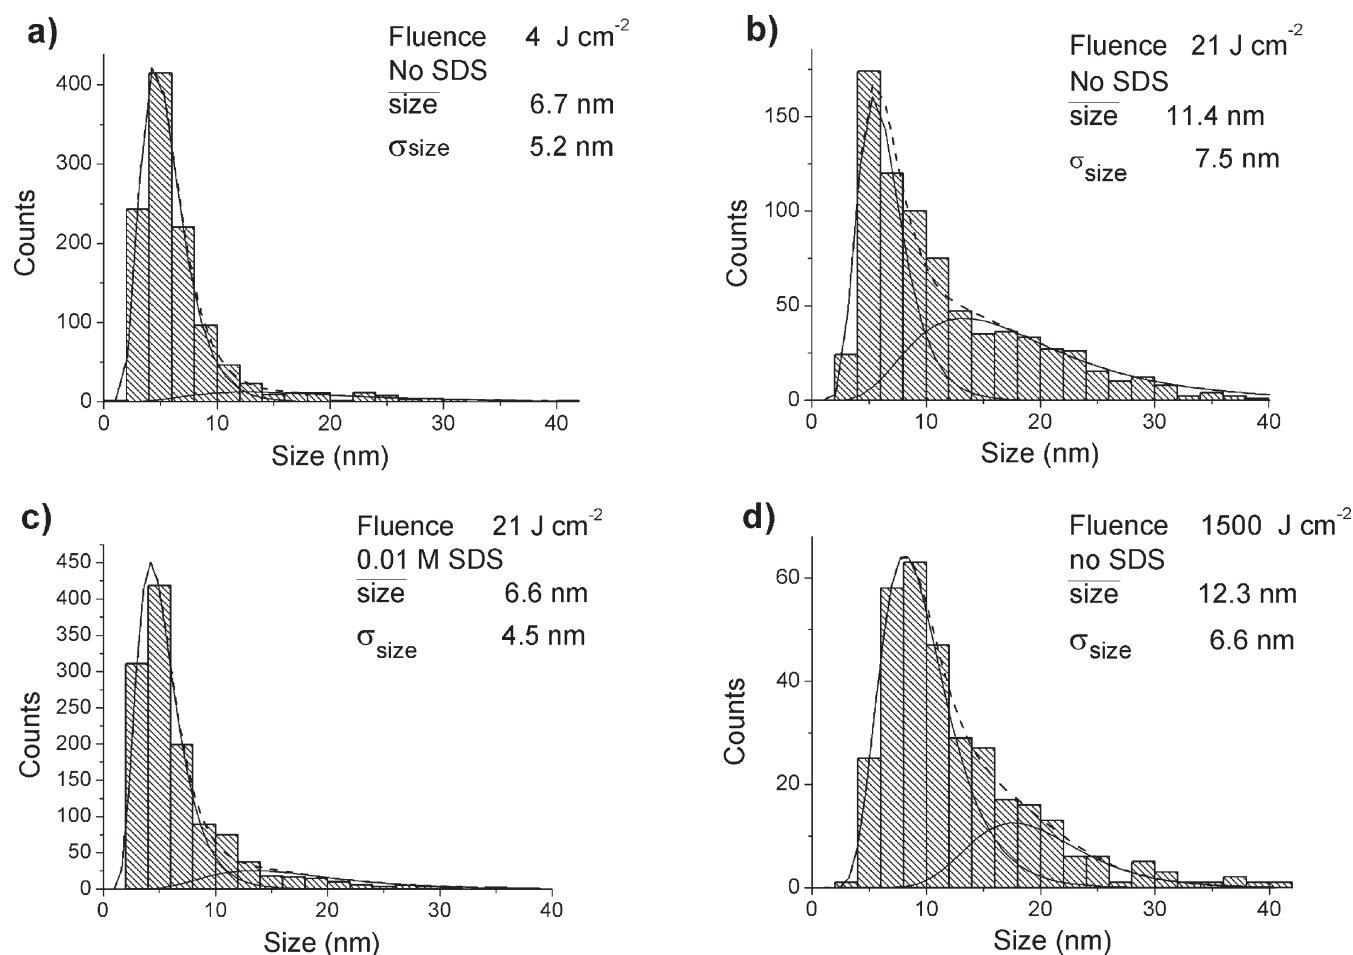 a)
Fluence 4 J cm-2
No SDS
size 6.7 nm
σsize 5.2 nm
Counts
400
300
200
100
0
0 10 20 30 40
Size (nm)
b)
Fluence 21 J cm-2
No SDS
size 11.4 nm
σsize 7.5 nm
Counts
150
100
50
0
0 10 20 30 40
Size (nm)
c)
Fluence 21 J cm-2
0.01 M SDS
size 6.6 nm
σsize 4.5 nm
Counts
450
400
350
300
250
200
150
100
50
0
0 10 20 30 40
Size (nm)
d)
Fluence 1500 J cm-2
no SDS
size 12.3 nm
σsize 6.6 nm
Counts
60
40
20
0
0 10 20 30 40
Size (nm)